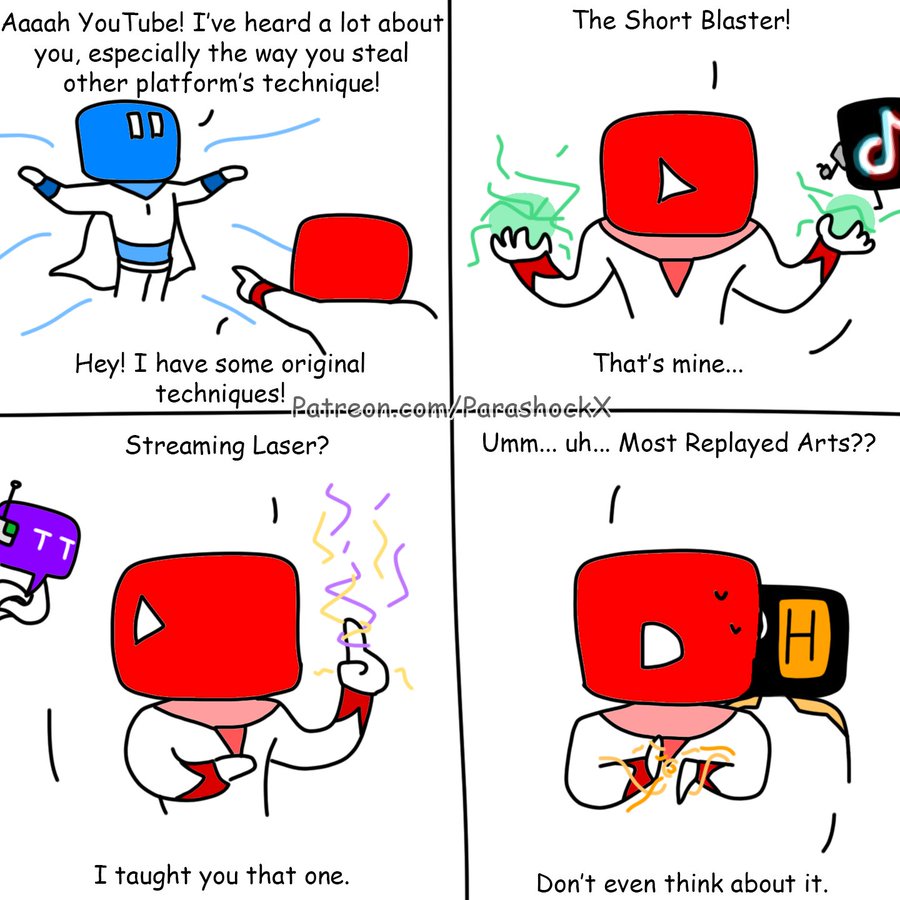 Aaaah YouTube! I've heard a lot about
you, especially the way you steal
other platform's technique!
Hey! I have some original
techniques!
The Short Blaster!
That's mine...
Patreon.com/ParashockX
Streaming Laser?
TT
I taught you that one.
Umm... uh... Most Replayed Arts??
H
Don't even think about it.